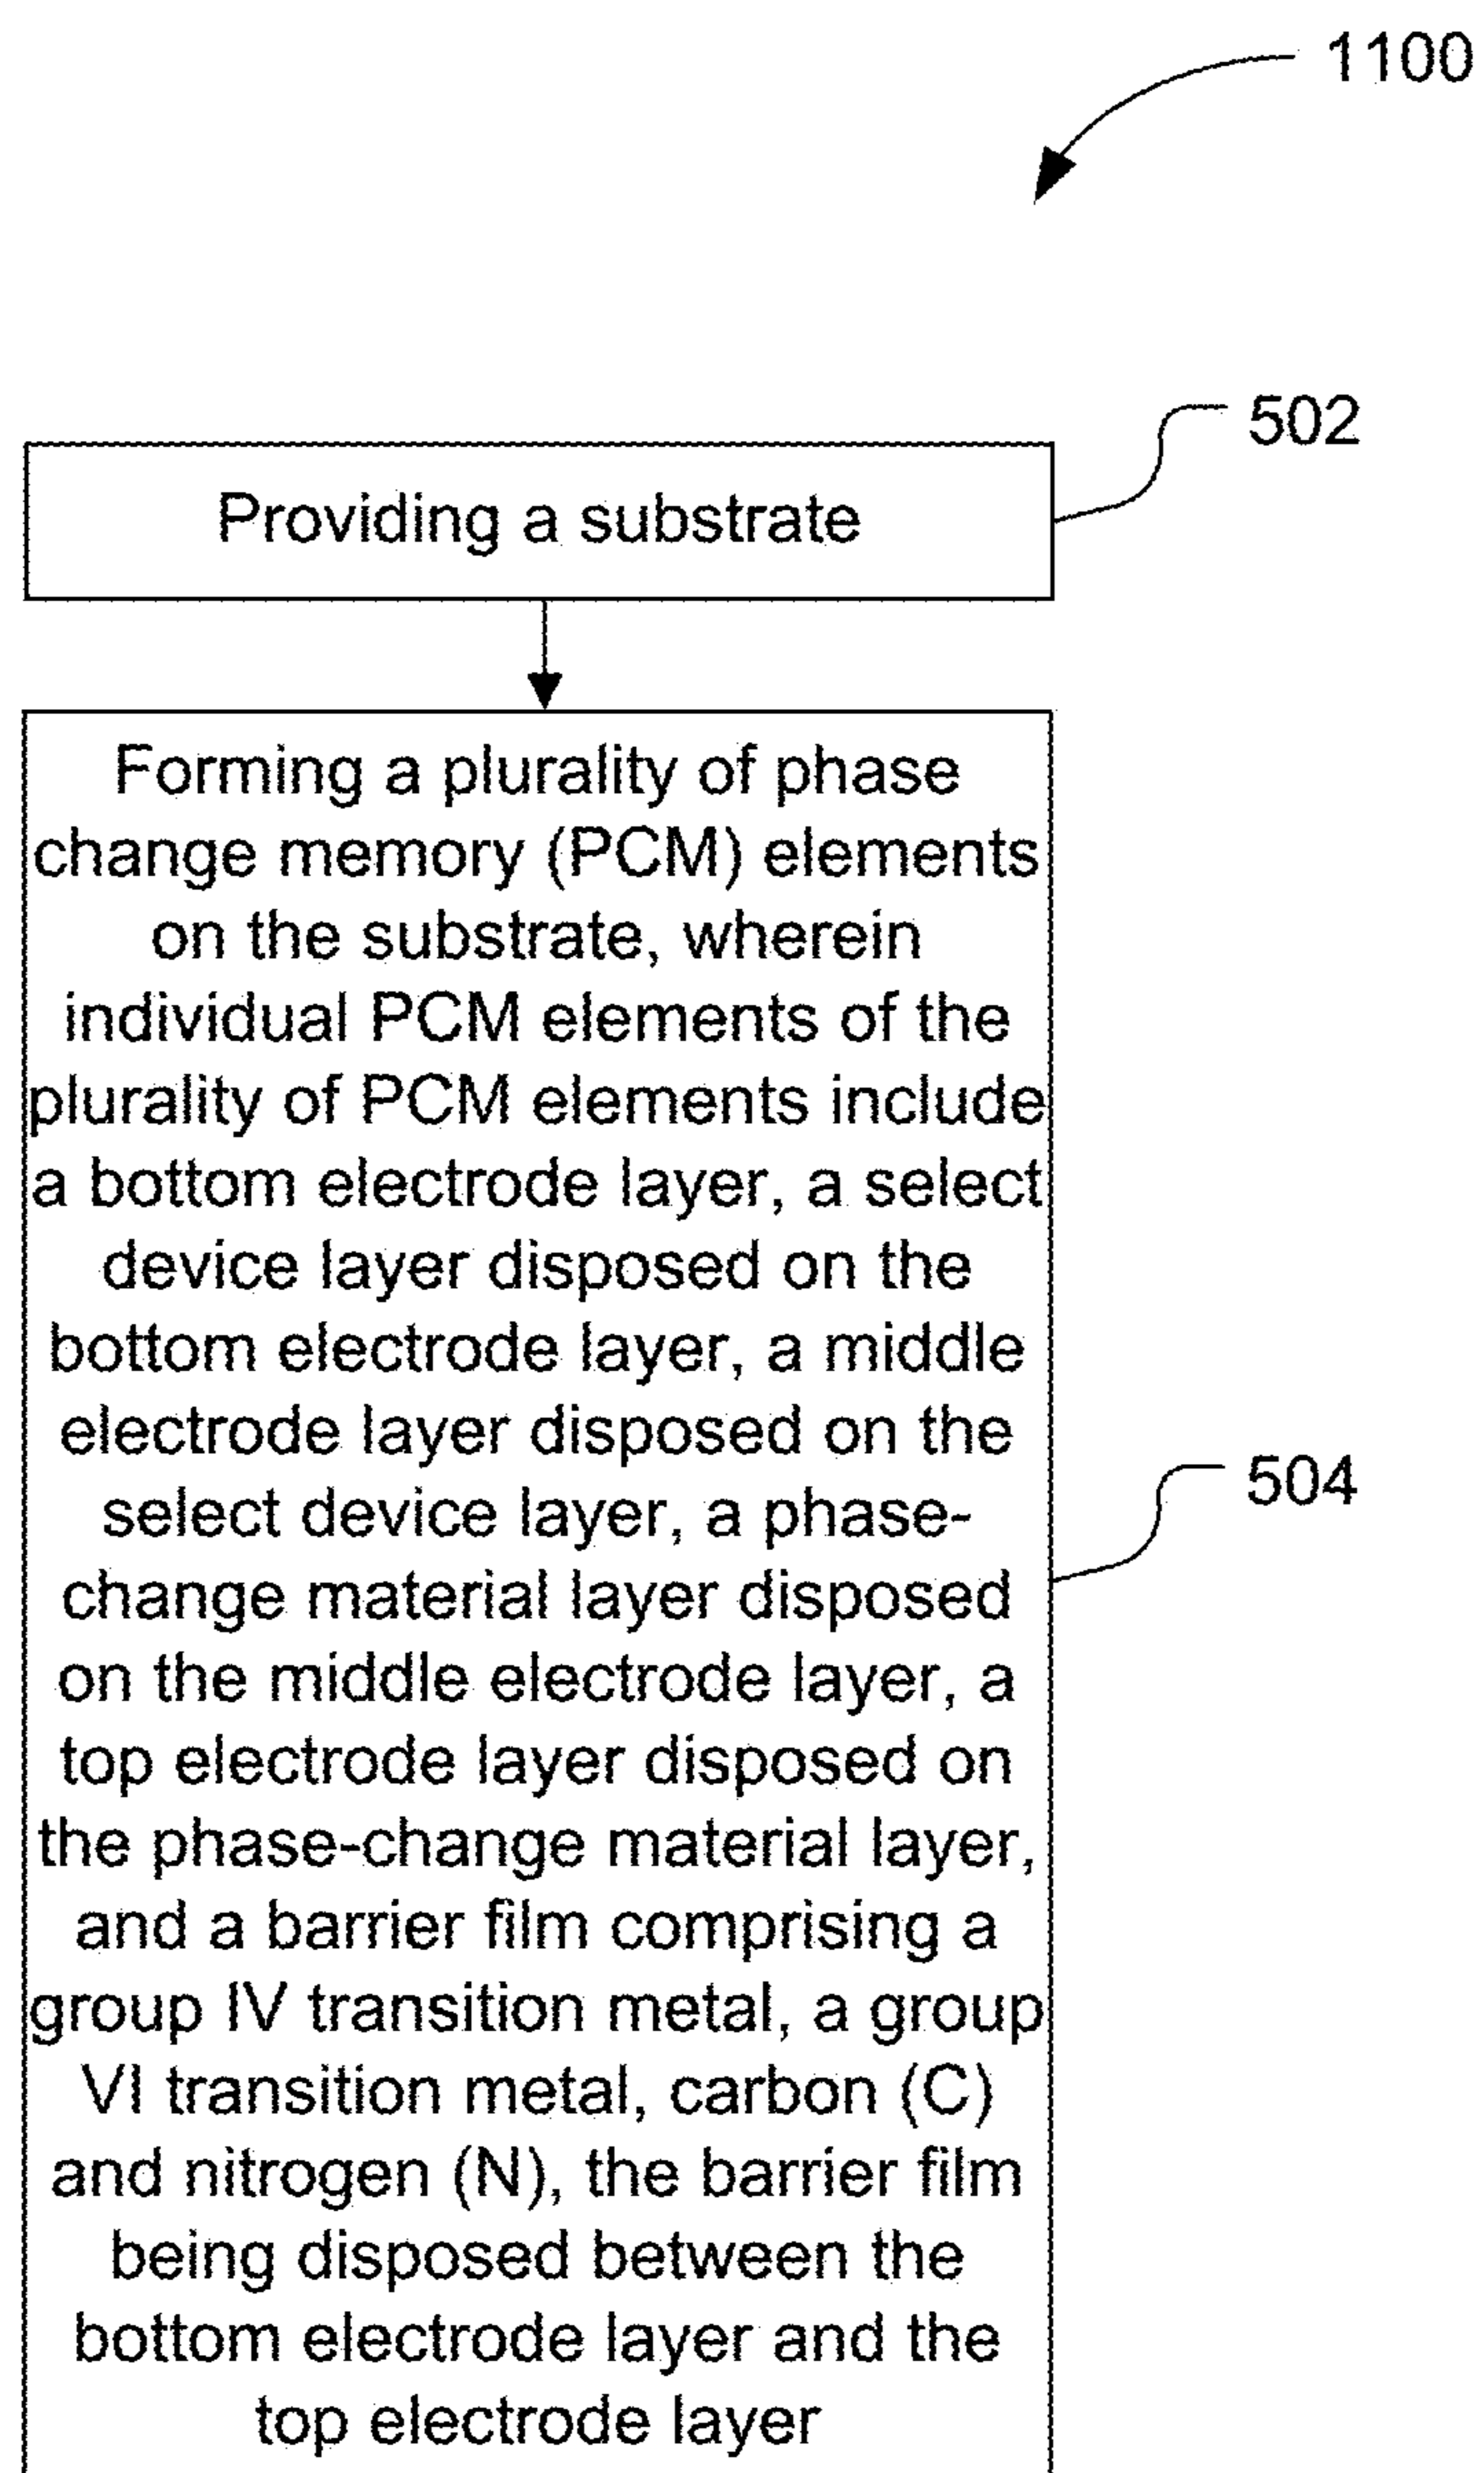 1100
502
Providing a substrate
Forming a plurality of phase
change memory (PCM) elements
on the substrate, wherein
individual PCM elements of the
plurality of PCM elements include
a bottom electrode layer, a select
device layer disposed on the
bottom electrode layer, a middle
electrode layer disposed on the
select device layer, a phase-
change material layer disposed
on the middle electrode layer, a
top electrode layer disposed on
the phase-change material layer,
and a barrier film comprising a
group IV transition metal, a group
VI transition metal, carbon (C)
and nitrogen (N), the barrier film
being disposed between the
bottom electrode layer and the
top electrode layer
504